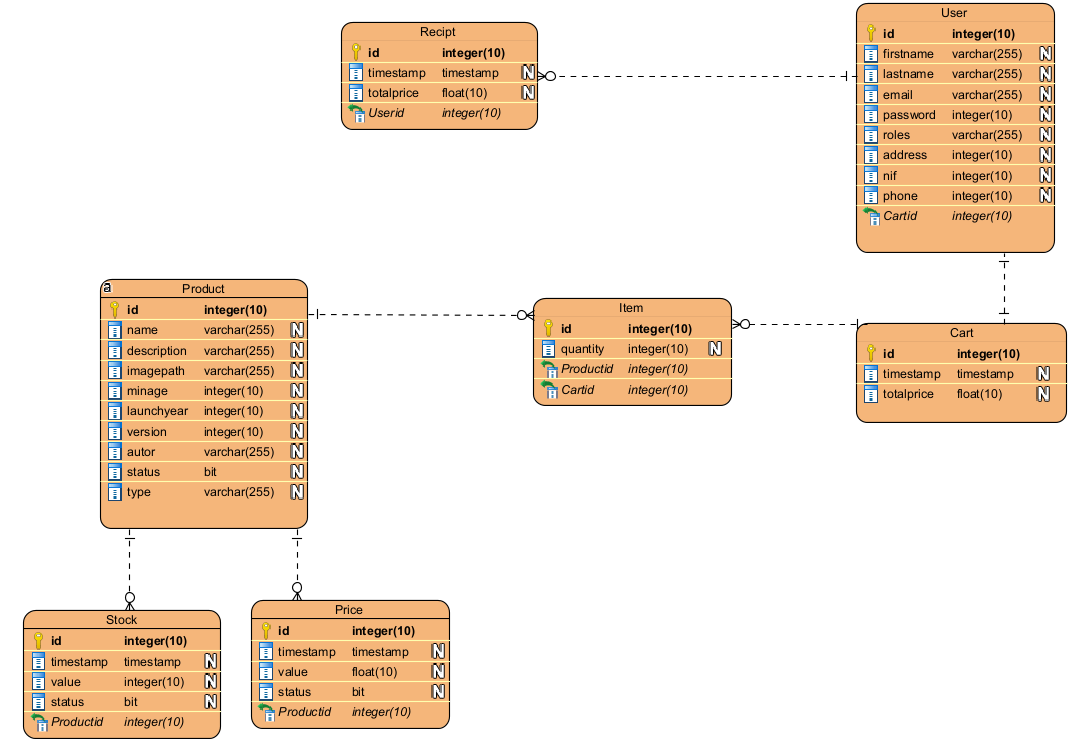 Recipt
id integer(10)
timestamp timestamp N
totalprice float(10) N
Userid integer(10)
User
id integer(10)
firstname varchar(255) N
lastname varchar(255) N
email varchar(255) N
password integer(10) N
roles varchar(255) N
address integer(10) N
nif integer(10) N
phone integer(10) N
Cartid integer(10)
a Product
id integer(10)
name varchar(255) N
description varchar(255) N
imagepath varchar(255) N
minage integer(10) N
launchyear integer(10) N
version integer(10) N
autor varchar(255) N
status bit N
type varchar(255) N
Item
id integer(10)
quantity integer(10) N
Productid integer(10)
Cartid integer(10)
Cart
id integer(10)
timestamp timestamp N
totalprice float(10) N
Stock
id integer(10)
timestamp timestamp N
value integer(10) N
status bit N
Productid integer(10)
Price
id integer(10)
timestamp timestamp N
value float(10) N
status bit N
Productid integer(10)